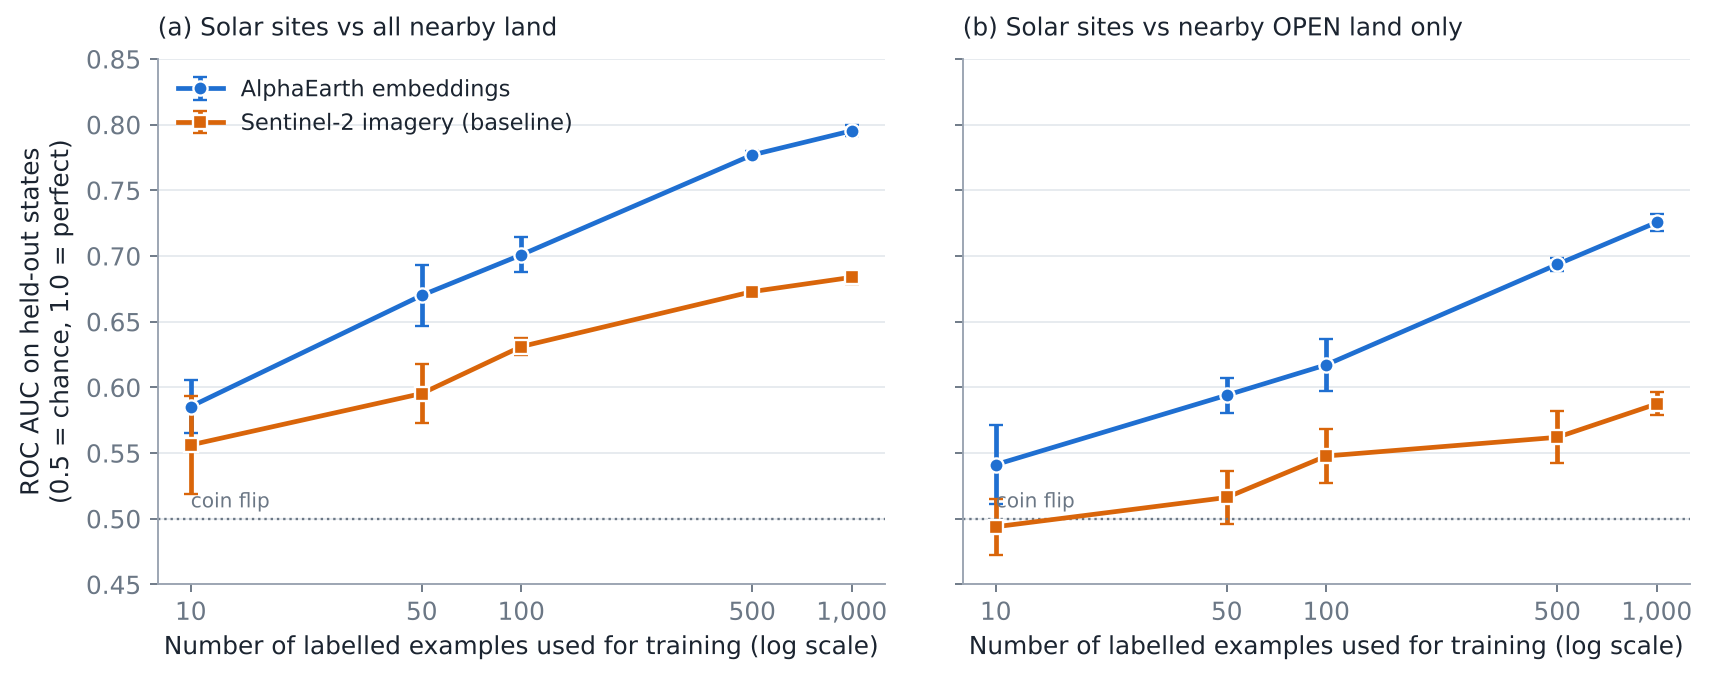 (a) Solar sites vs all nearby land
AlphaEarth embeddings
Sentinel-2 imagery (baseline)
ROC AUC on held-out states
(0.5 = chance, 1.0 = perfect)
0.85
0.80
0.75
0.70
0.65
0.60
0.55
0.50
0.45
coin flip
10 50 100 500 1,000
Number of labelled examples used for training (log scale)
(b) Solar sites vs nearby OPEN land only
coin flip
10 50 100 500 1,000
Number of labelled examples used for training (log scale)